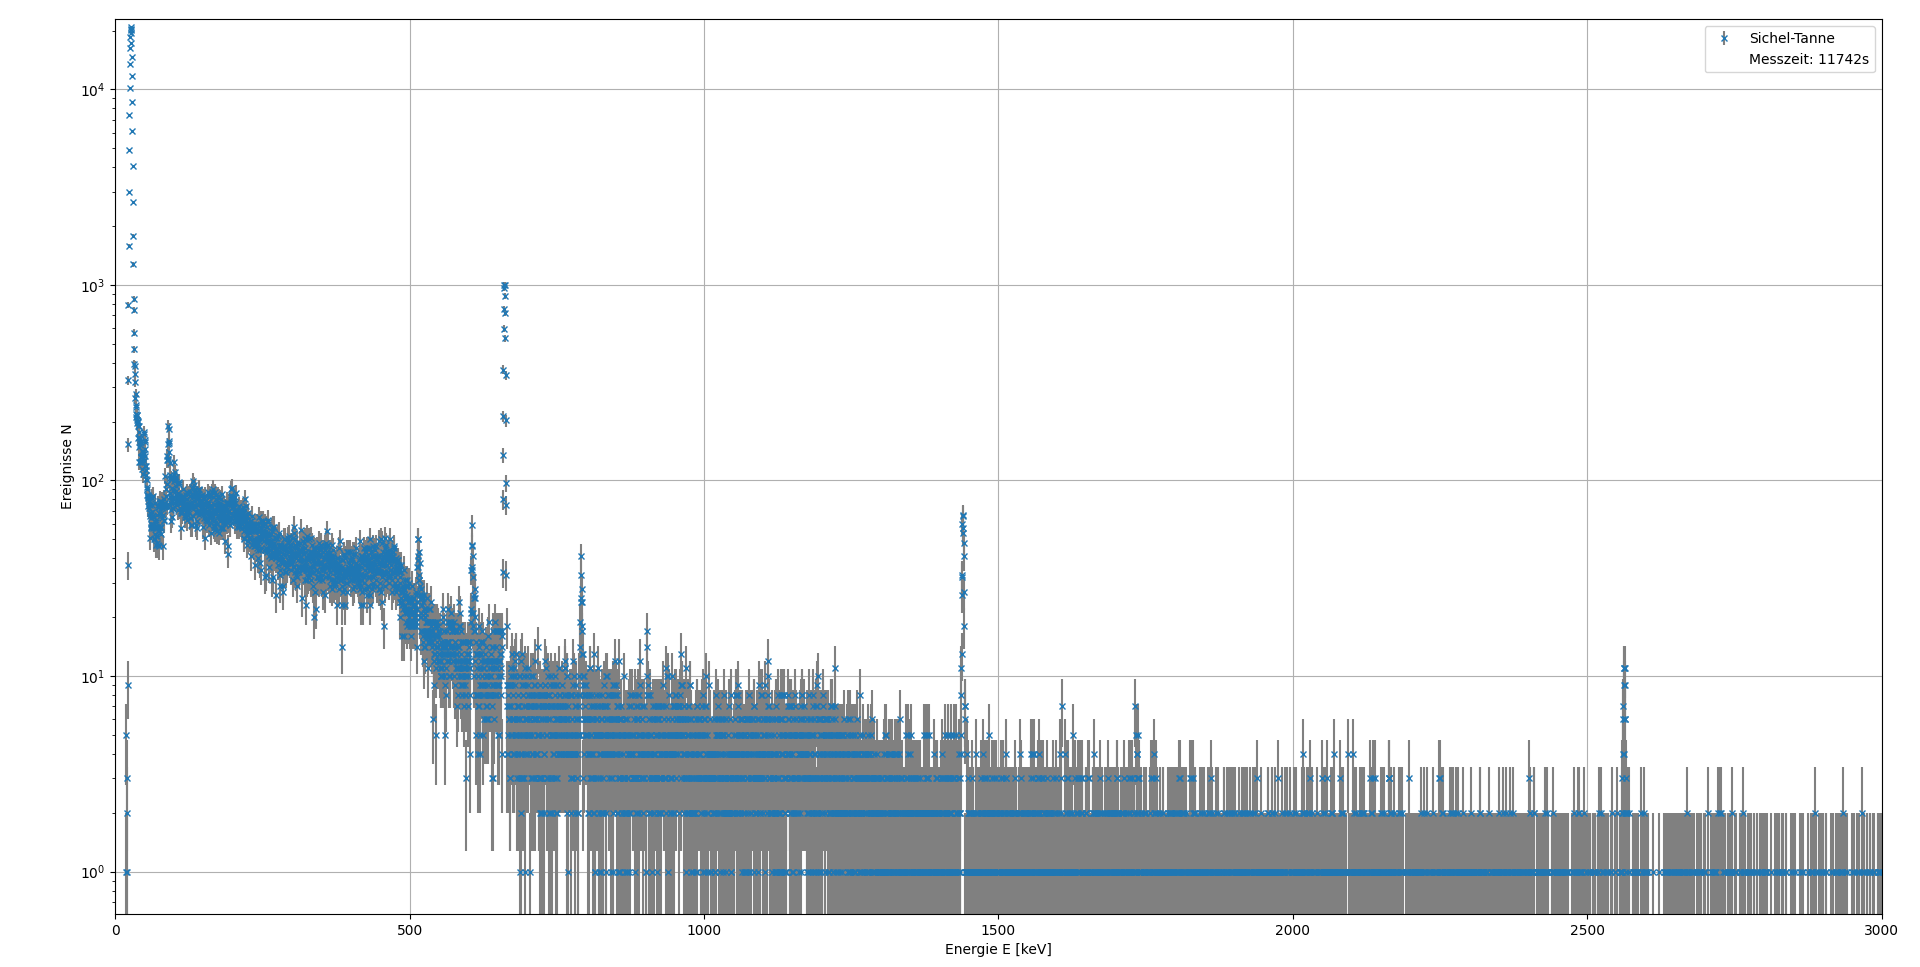 Sichel-Tanne
Messzeit: 11742s
10⁴
10³
10²
10¹
10⁰
Ereignisse N
0 500 1000 1500 2000 2500 3000
Energie E [keV]